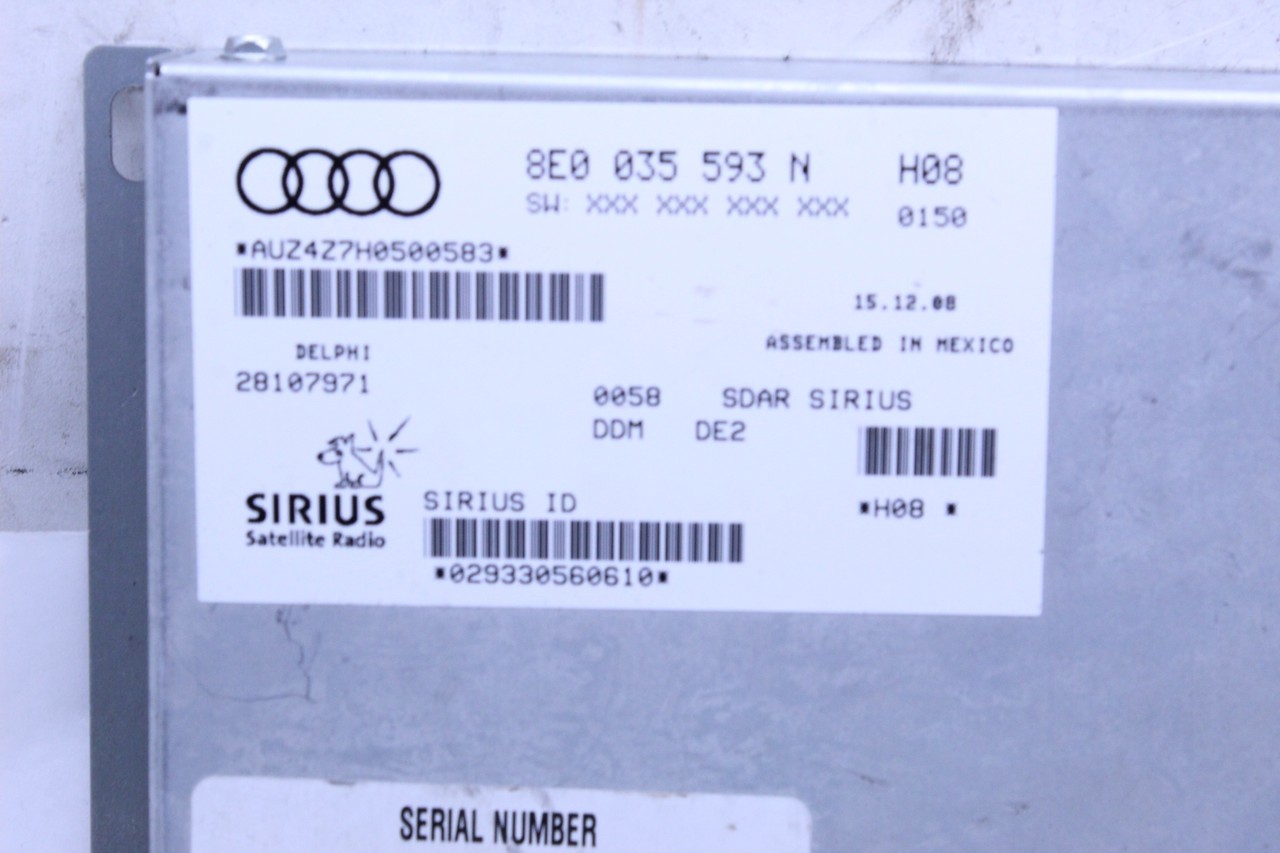 8E0 035 593 N H08
SW: XXX XXX XXX XXX 0150
*AUZ4Z7H0500583*
15.12.08
DELPHI ASSEMBLED IN MEXICO
28107971
0058 SDAR SIRIUS
DDM DE2
SIRIUS
Satellite Radio
SIRIUS ID
*H08 *
*029330560610*
SERIAL NUMBER